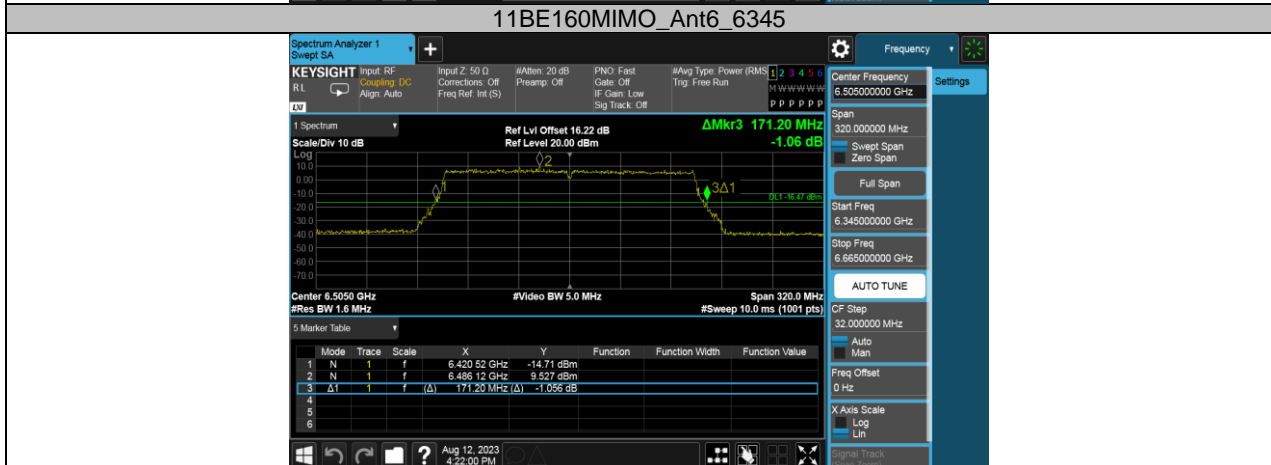 11BE160MIMO_Ant6_6345
Spectrum Analyzer 1
Swept SA
Frequency
KEYSIGHT
RL
LXI
Input: RF
Coupling: DC
Align: Auto
Input Z: 50 Ω
Corrections: Off
Freq Ref: Int (S)
#Atten: 20 dB
Preamp: Off
PNO: Fast
Gate: Off
IF Gain: Low
Sig Track: Off
#Avg Type: Power (RMS
Trig: Free Run
1 2 3 4 5 6
M W W W W W
P P P P P P
1 Spectrum
Scale/Div 10 dB
Ref Lvl Offset 16.22 dB
Ref Level 20.00 dBm
ΔMkr3 171.20 MHz
-1.06 dB
Log
10.0
0.00
-10.0
-20.0
-30.0
-40.0
-50.0
-60.0
-70.0
1
2
3Δ1
DL1 -16.47 dBm
Center 6.5050 GHz
#Res BW 1.6 MHz
#Video BW 5.0 MHz
Span 320.0 MHz
#Sweep 10.0 ms (1001 pts)
5 Marker Table
Mode Trace Scale X Y Function Function Width Function Value
1 N 1 f 6.420 52 GHz -14.71 dBm
2 N 1 f 6.486 12 GHz 9.527 dBm
3 Δ1 1 f (Δ) 171.20 MHz (Δ) -1.056 dB
4
5
6
Aug 12, 2023
4:22:00 PM
?
Settings
Center Frequency
6.505000000 GHz
Span
320.000000 MHz
Swept Span
Zero Span
Full Span
Start Freq
6.345000000 GHz
Stop Freq
6.665000000 GHz
AUTO TUNE
CF Step
32.000000 MHz
Auto
Man
Freq Offset
0 Hz
X Axis Scale
Log
Lin
Signal Track